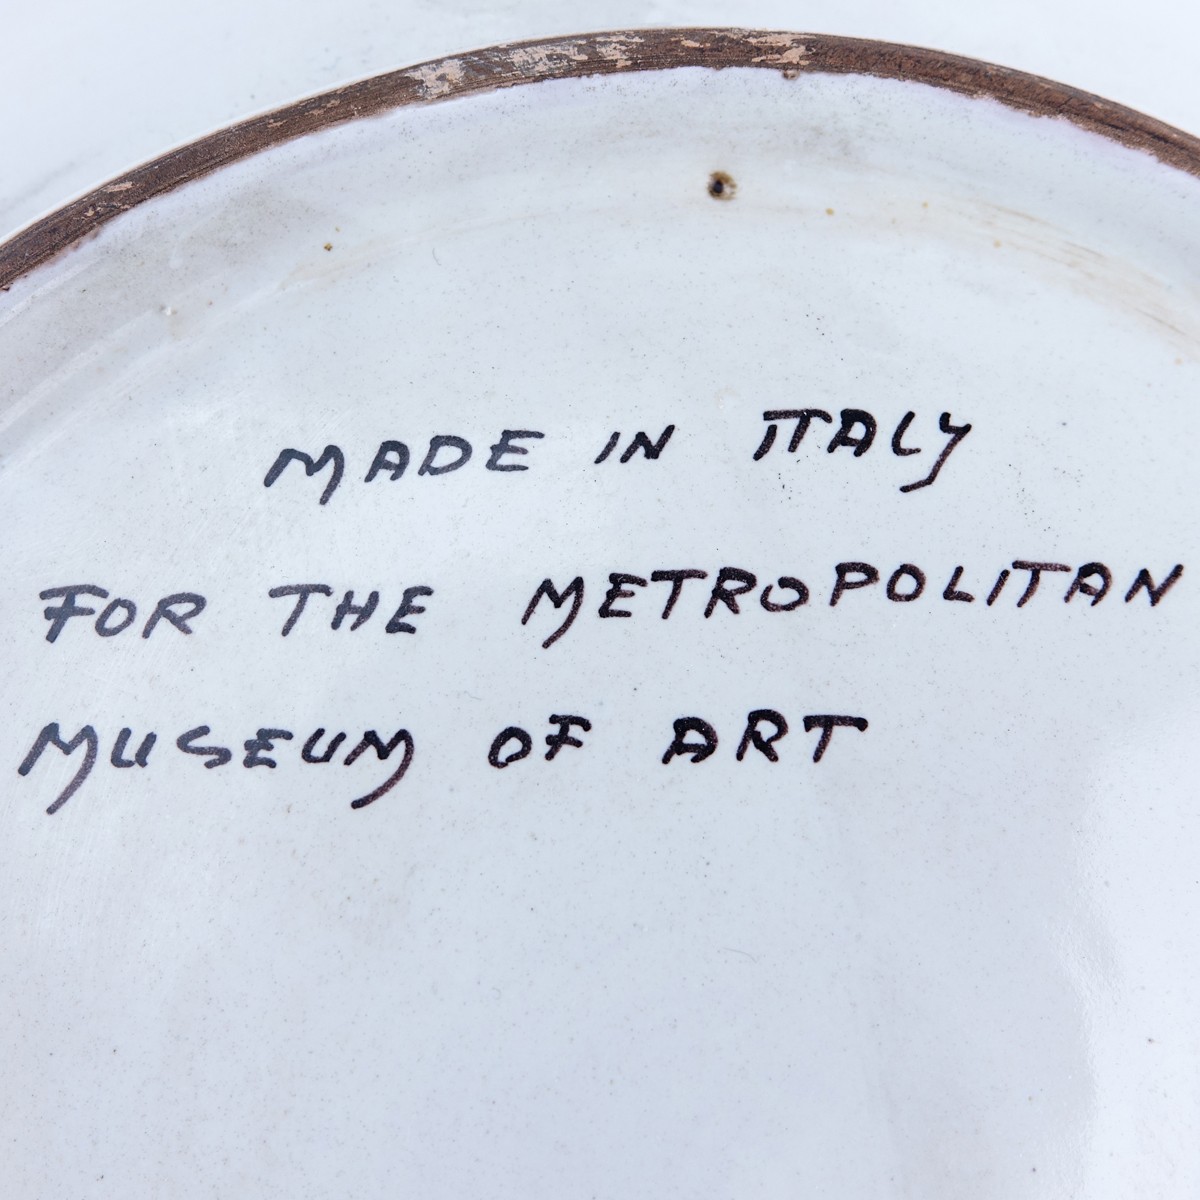 MADE IN ITALY
FOR THE METROPOLITAN
MUSEUM OF ART